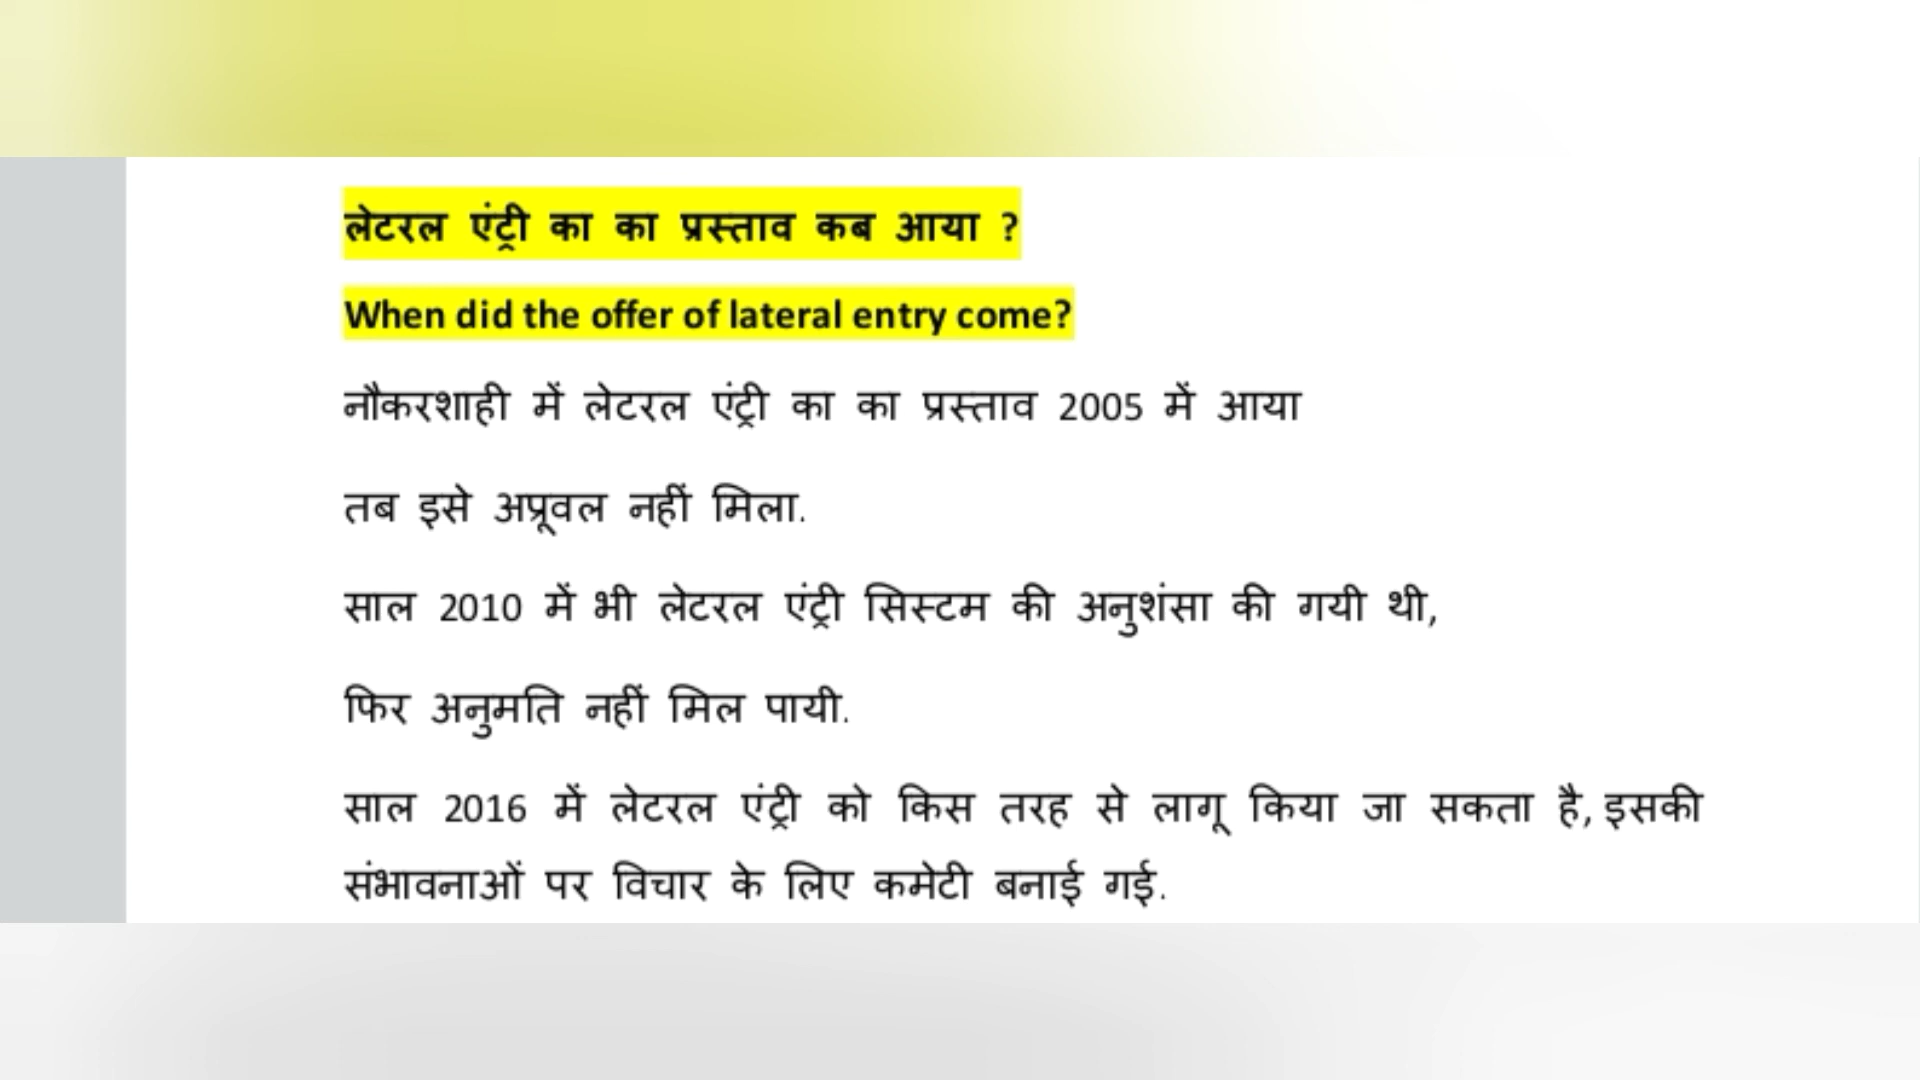 लेटरल एंट्री का का प्रस्ताव कब आया ?
When did the offer of lateral entry come?
नौकरशाही में लेटरल एंट्री का का प्रस्ताव 2005 में आया
तब इसे अप्रूवल नहीं मिला.
साल 2010 में भी लेटरल एंट्री सिस्टम की अनुशंसा की गयी थी,
फिर अनुमति नहीं मिल पायी.
साल 2016 में लेटरल एंट्री को किस तरह से लागू किया जा सकता है, इसकी
संभावनाओं पर विचार के लिए कमेटी बनाई गई.